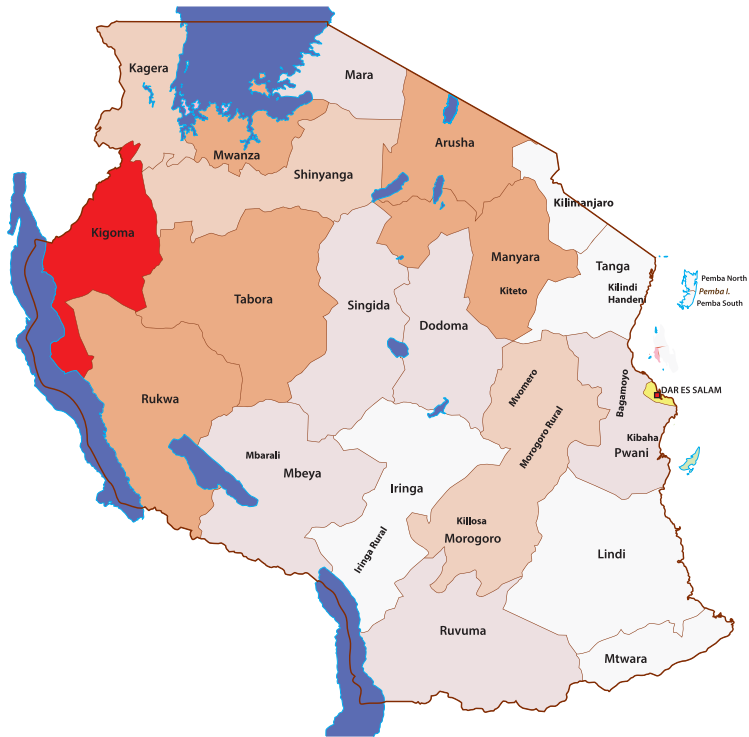 Kagera
Mara
Mwanza
Arusha
Shinyanga
Kilimanjaro
Kigoma
Manyara
Tanga
Kiteto
Kilindi
Handeni
Pemba North
Pemba I.
Pemba South
Tabora
Singida
Dodoma
Rukwa
Mvomero
Bagamoyo
DAR ES SALAM
Morogoro Rural
Kibaha
Pwani
Mbarali
Mbeya
Iringa
Iringa Rural
Killosa
Morogoro
Lindi
Ruvuma
Mtwara